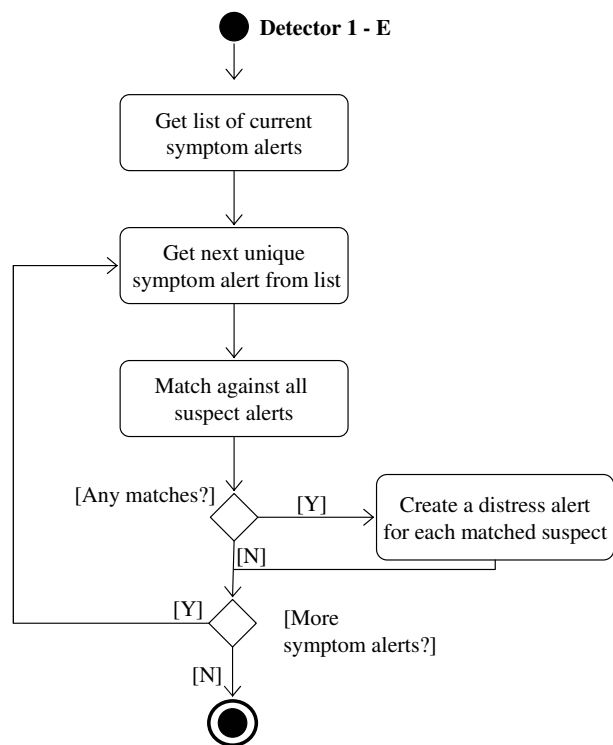 Detector 1 - E
Get list of current
symptom alerts
Get next unique
symptom alert from list
Match against all
suspect alerts
[Any matches?]
[Y]
Create a distress alert
for each matched suspect
[N]
[Y]
[More
symptom alerts?]
[N]